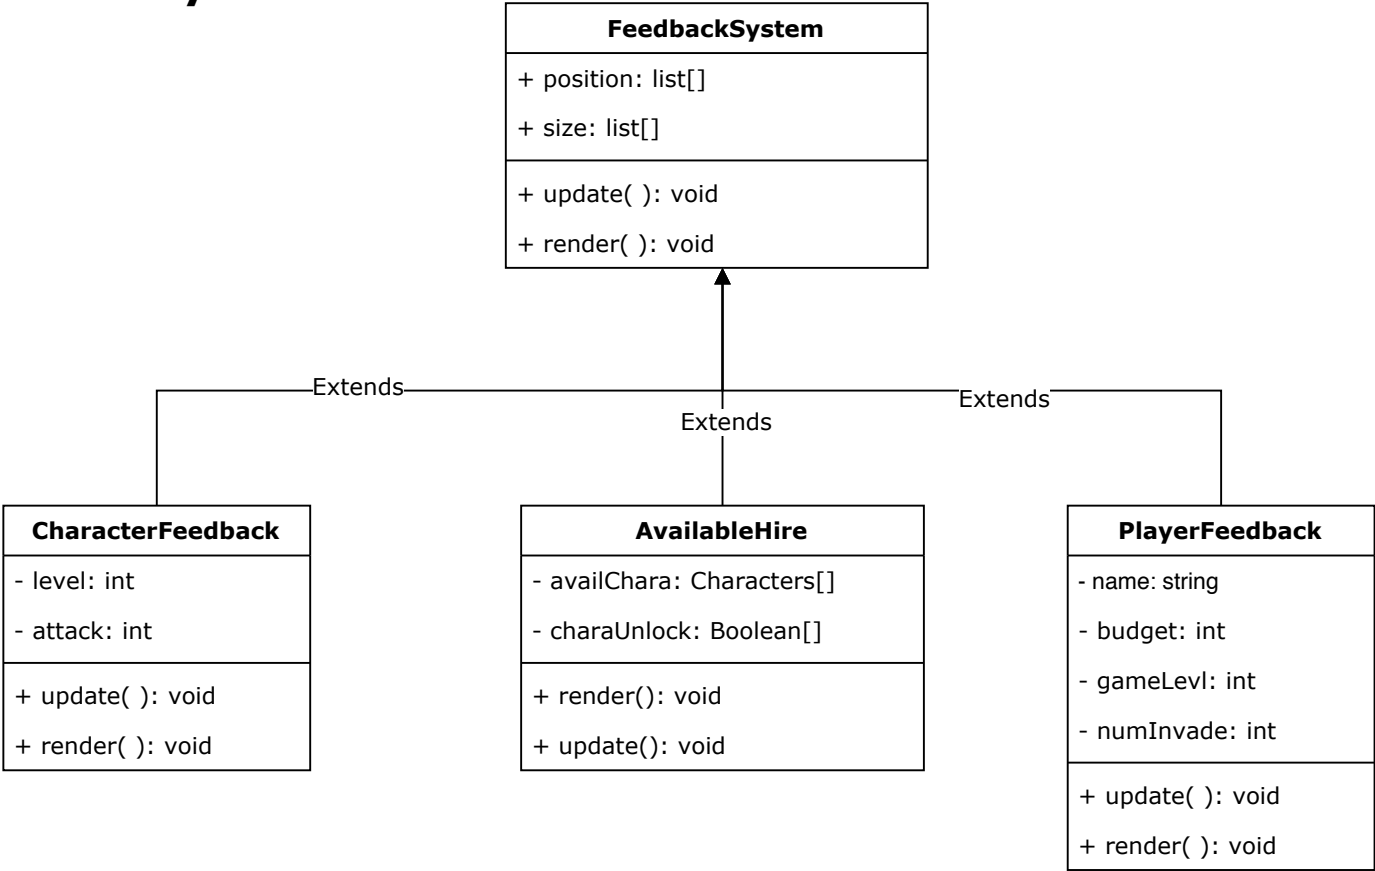 FeedbackSystem
+ position: list[]
+ size: list[]
+ update( ): void
+ render( ): void
Extends
Extends
Extends
CharacterFeedback
- level: int
- attack: int
+ update( ): void
+ render( ): void
AvailableHire
- availChara: Characters[]
- charaUnlock: Boolean[]
+ render(): void
+ update(): void
PlayerFeedback
- name: string
- budget: int
- gameLevl: int
- numInvade: int
+ update( ): void
+ render( ): void